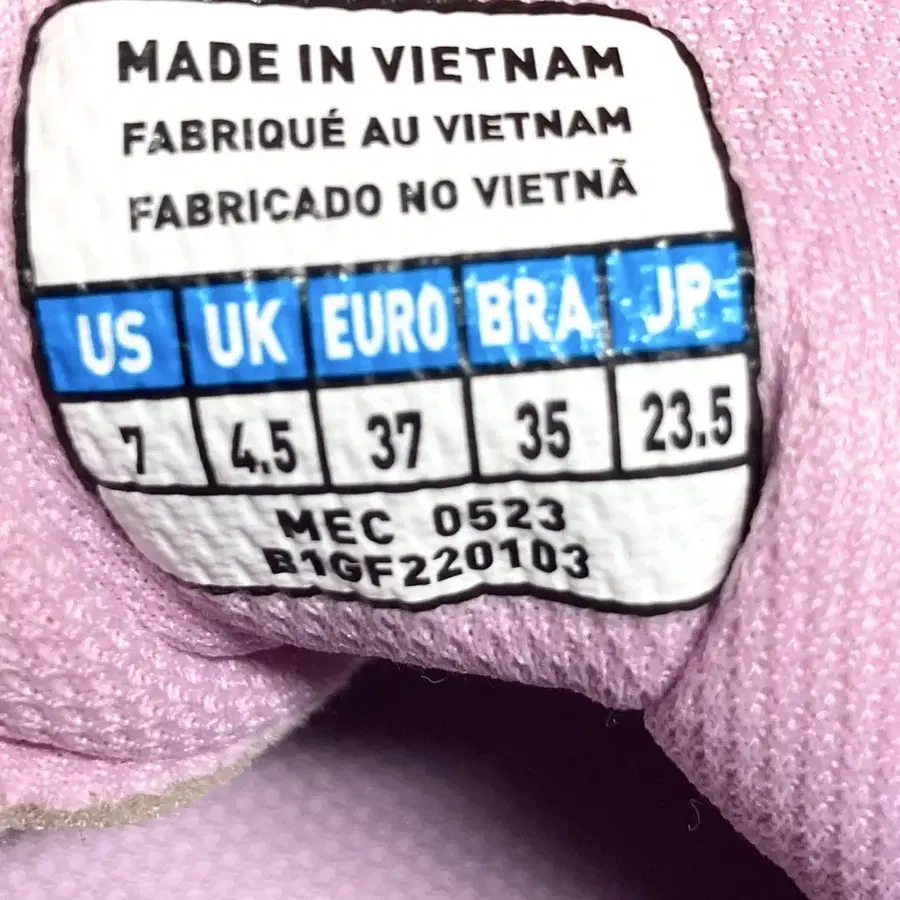 MADE IN VIETNAM
FABRIQUÉ AU VIETNAM
FABRICADO NO VIETNÃ
US UK EURO BRA JP
7 4.5 37 35 23.5
MEC 0523
B1GF220103